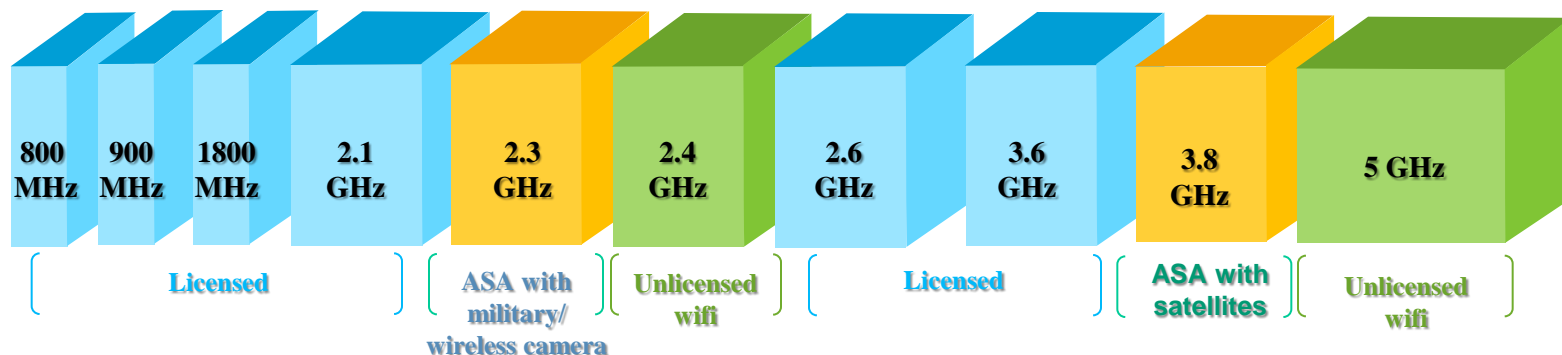 800
MHz
900
MHz
1800
MHz
2.1
GHz
2.3
GHz
2.4
GHz
2.6
GHz
3.6
GHz
3.8
GHz
5 GHz
Licensed
ASA with
military/
wireless camera
Unlicensed
wifi
Licensed
ASA with
satellites
Unlicensed
wifi